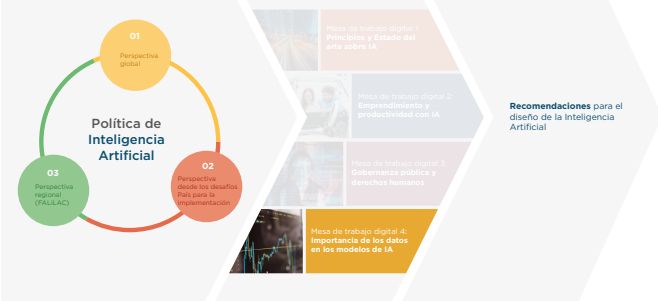 01
Perspectiva
global
Política de
Inteligencia
Artificial
03
Perspectiva
regional
(FALILAC)
02
Perspectiva
desde los desafíos
País para la
implementación
Mesa de trabajo digital 1:
Principios y Estado del
arte sobre IA
Mesa de trabajo digital 2:
Emprendimiento y
productividad con IA
Mesa de trabajo digital 3:
Gobernanza pública y
derechos humanos
Mesa de trabajo digital 4:
Importancia de los datos
en los modelos de IA
Recomendaciones para el
diseño de la Inteligencia
Artificial